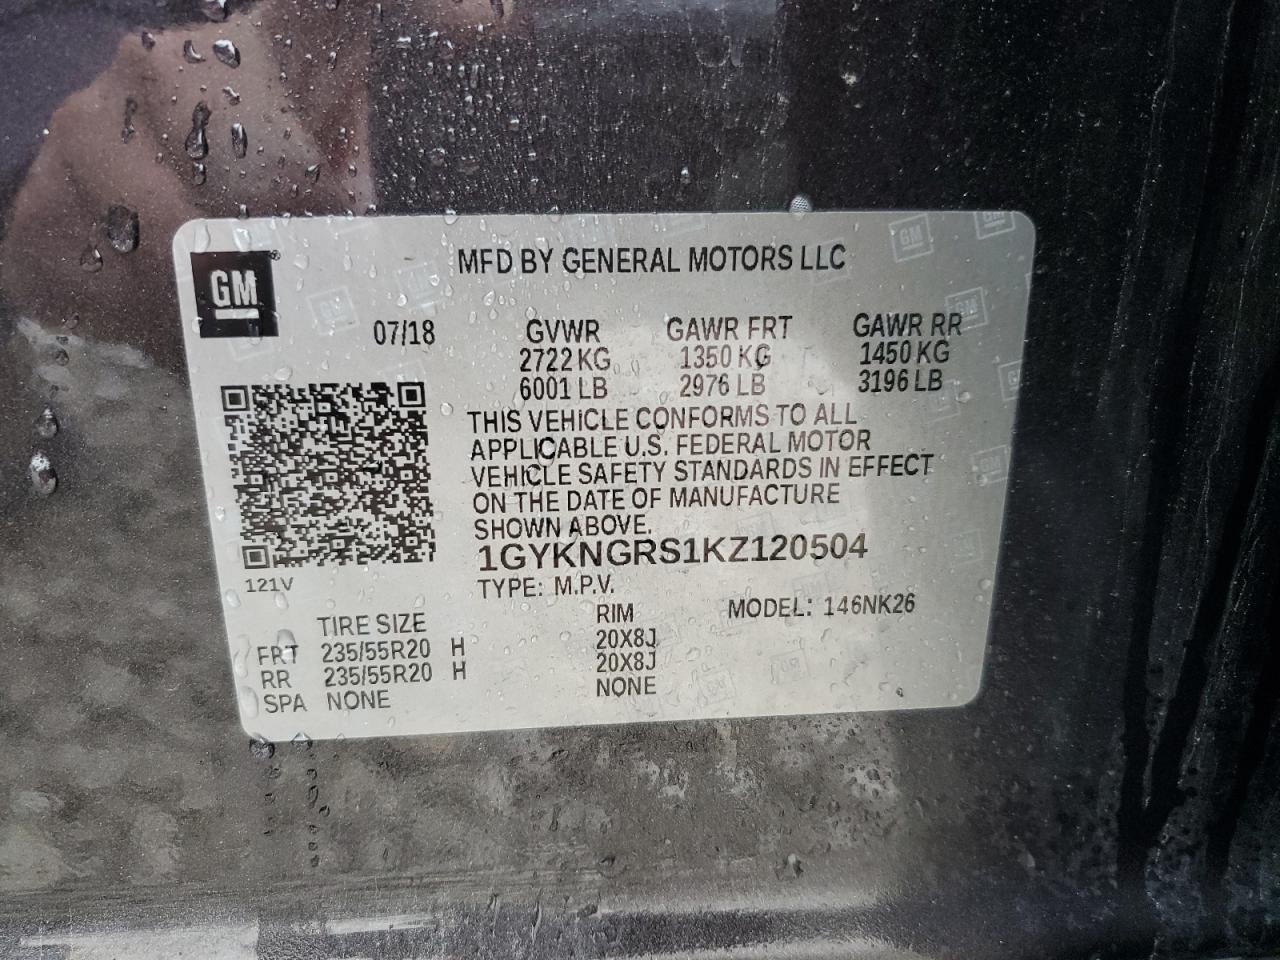 GM
MFD BY GENERAL MOTORS LLC
07/18 GVWR GAWR FRT GAWR RR
2722 KG 1350 KG 1450 KG
6001 LB 2976 LB 3196 LB
THIS VEHICLE CONFORMS TO ALL
APPLICABLE U.S. FEDERAL MOTOR
VEHICLE SAFETY STANDARDS IN EFFECT
ON THE DATE OF MANUFACTURE
SHOWN ABOVE.
1GYKNGRS1KZ120504
121V
TYPE: M.P.V.
TIRE SIZE RIM MODEL: 146NK26
FRT 235/55R20 H 20X8J
RR 235/55R20 H 20X8J
SPA NONE NONE